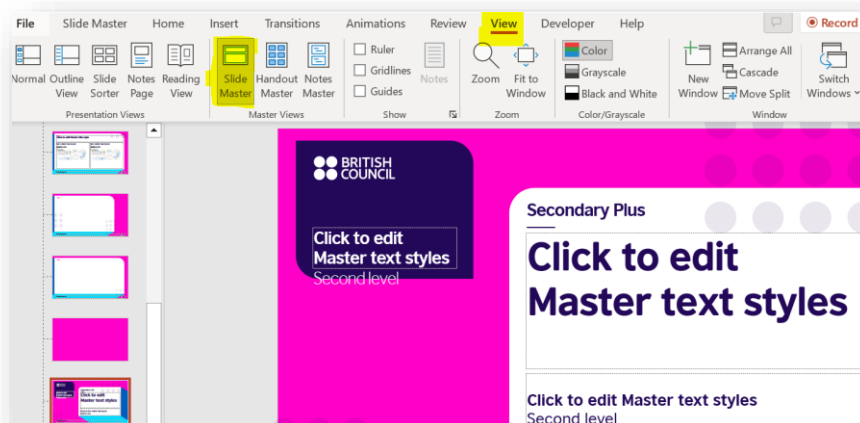 File Slide Master Home Insert Transitions Animations Review View Developer Help Record
Normal Outline View Slide Sorter Notes Page Reading View
Presentation Views
Slide Master Handout Master Notes Master
Master Views
Ruler
Gridlines
Guides
Notes
Show
Zoom Fit to Window
Zoom
Color
Grayscale
Black and White
Color/Grayscale
New Window
Arrange All
Cascade
Move Split
Switch Windows
Window
BRITISH
COUNCIL
Click to edit
Master text styles
Second level
Secondary Plus
Click to edit
Master text styles
Click to edit Master text styles
Second level